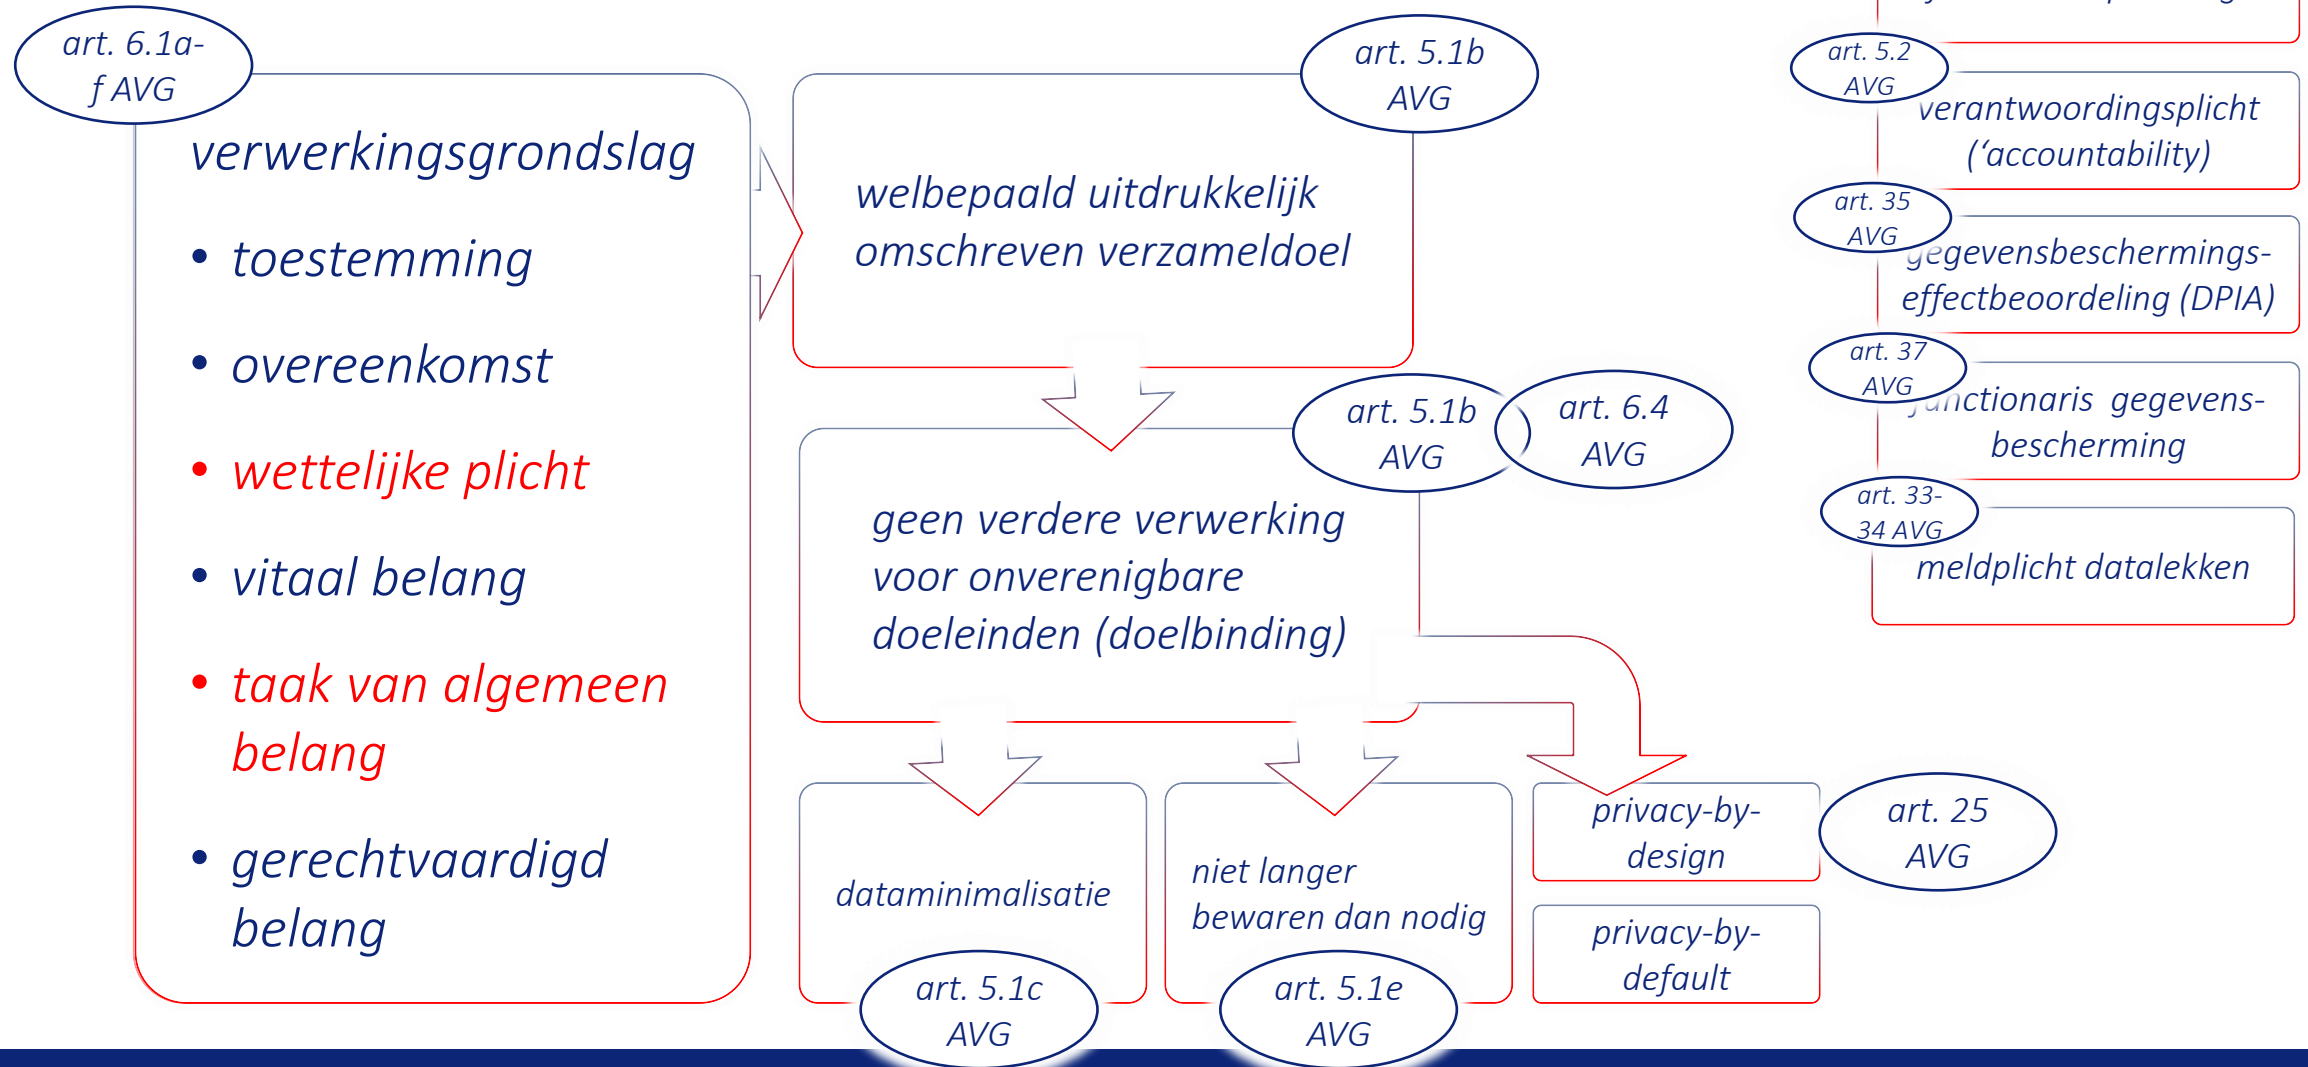 art. 6.1a-
f AVG
verwerkingsgrondslag
• toestemming
• overeenkomst
• wettelijke plicht
• vitaal belang
• taak van algemeen
belang
• gerechtvaardigd
belang
art. 5.1b
AVG
welbepaald uitdrukkelijk
omschreven verzameldoel
art. 5.1b
AVG
art. 6.4
AVG
geen verdere verwerking
voor onverenigbare
doeleinden (doelbinding)
dataminimalisatie
art. 5.1c
AVG
niet langer
bewaren dan nodig
art. 5.1e
AVG
privacy-by-
design
art. 25
AVG
privacy-by-
default
art. 5.2
AVG
verantwoordingsplicht
(‘accountability)
art. 35
AVG
gegevensbeschermings-
effectbeoordeling (DPIA)
art. 37
AVG
functionaris gegevens-
bescherming
art. 33-
34 AVG
meldplicht datalekken